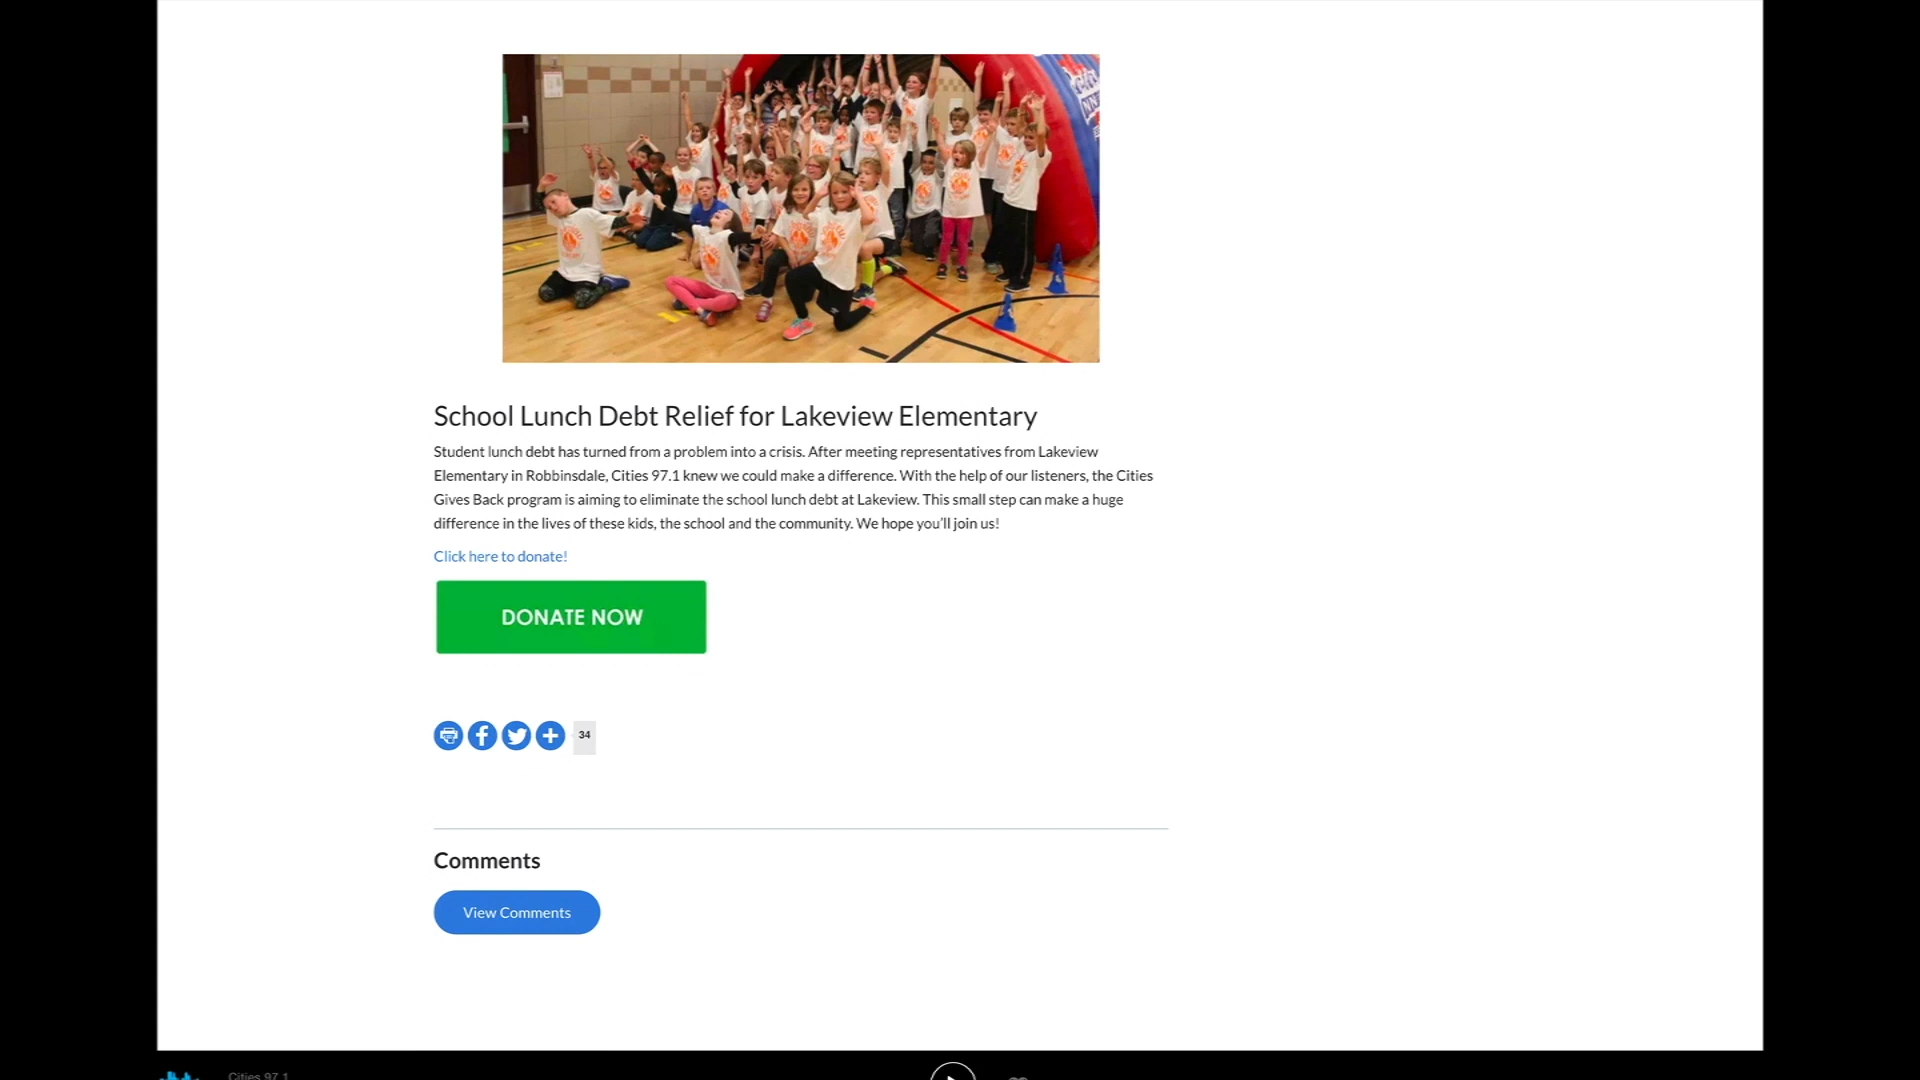 School Lunch Debt Relief for Lakeview Elementary
Student lunch debt has turned from a problem into a crisis. After meeting representatives from Lakeview
Elementary in Robbinsdale, Cities 97.1 knew we could make a difference. With the help of our listeners, the Cities
Gives Back program is aiming to eliminate the school lunch debt at Lakeview. This small step can make a huge
difference in the lives of these kids, the school and the community. We hope you'll join us!
Click here to donate!
DONATE NOW
34
Comments
View Comments
Cities 97.1